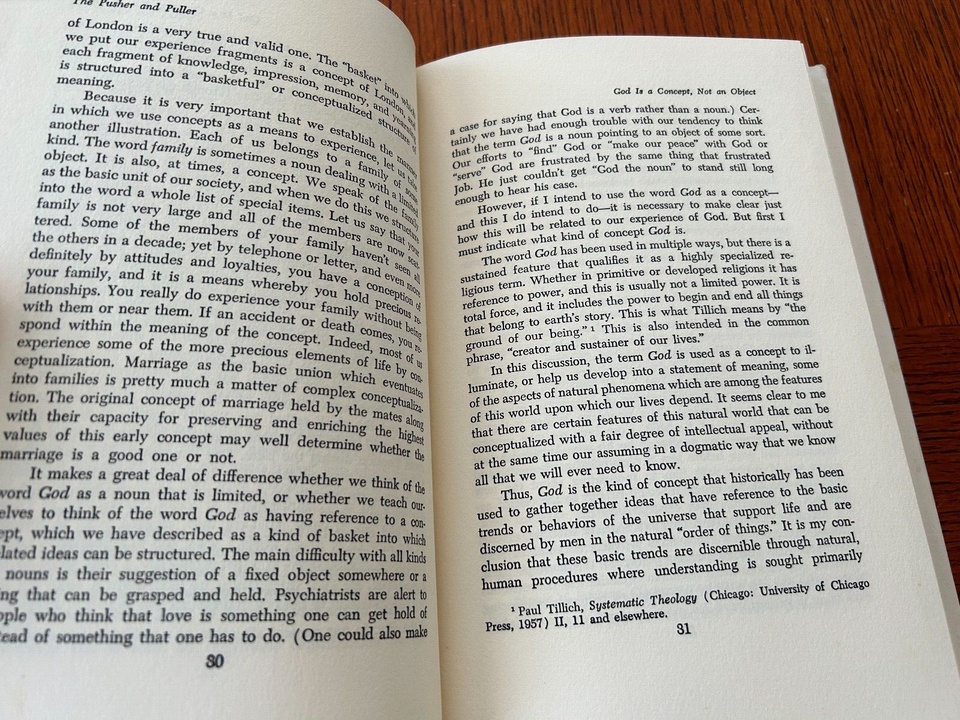 The Pusher and Puller
of London is a very true and valid one. The "basket" into which
we put our experience fragments is a concept of London, and
each fragment of knowledge, impression, memory, and yearning
is structured into a "basketful" or conceptualized structure of
meaning.
Because it is very important that we establish the manner
in which we use concepts as a means to experience, let us take
another illustration. Each of us belongs to a family of some
kind. The word family is sometimes a noun dealing with a limited
object. It is also, at times, a concept. We speak of the family
as the basic unit of our society, and when we do this we structure
into the word a whole list of special items. Let us say that your
family is not very large and all of the members are now scat-
tered. Some of the members of your family haven't seen all
the others in a decade; yet by telephone or letter, and even more
definitely by attitudes and loyalties, you have a conception of
your family, and it is a means whereby you hold precious re-
lationships. You really do experience your family without being
with them or near them. If an accident or death comes, you re-
spond within the meaning of the concept. Indeed, most of us
experience some of the more precious elements of life by con-
ceptualization. Marriage as the basic union which eventuates
into families is pretty much a matter of complex conceptualiza-
tion. The original concept of marriage held by the mates along
with their capacity for preserving and enriching the highest
values of this early concept may well determine whether the
marriage is a good one or not.
It makes a great deal of difference whether we think of the
word God as a noun that is limited, or whether we teach our-
elves to think of the word God as having reference to a con-
ept, which we have described as a kind of basket into which
lated ideas can be structured. The main difficulty with all kinds
nouns is their suggestion of a fixed object somewhere or a
ng that can be grasped and held. Psychiatrists are alert to
ople who think that love is something one can get hold of
tead of something that one has to do. (One could also make
30
God Is a Concept, Not an Object
a case for saying that God is a verb rather than a noun.) Cer-
tainly we have had enough trouble with our tendency to think
that the term God is a noun pointing to an object of some sort.
Our efforts to "find" God or "make our peace" with God or
"serve" God are frustrated by the same thing that frustrated
Job. He just couldn't get "God the noun" to stand still long
enough to hear his case.
However, if I intend to use the word God as a concept—
and this I do intend to do—it is necessary to make clear just
how this will be related to our experience of God. But first I
must indicate what kind of concept God is.
The word God has been used in multiple ways, but there is a
sustained feature that qualifies it as a highly specialized re-
ligious term. Whether in primitive or developed religions it has
reference to power, and this is usually not a limited power. It is
total force, and it includes the power to begin and end all things
that belong to earth's story. This is what Tillich means by "the
ground of our being." ¹ This is also intended in the common
phrase, "creator and sustainer of our lives."
In this discussion, the term God is used as a concept to il-
luminate, or help us develop into a statement of meaning, some
of the aspects of natural phenomena which are among the features
of this world upon which our lives depend. It seems clear to me
that there are certain features of this natural world that can be
conceptualized with a fair degree of intellectual appeal, without
at the same time our assuming in a dogmatic way that we know
all that we will ever need to know.
Thus, God is the kind of concept that historically has been
used to gather together ideas that have reference to the basic
trends or behaviors of the universe that support life and are
discerned by men in the natural "order of things." It is my con-
clusion that these basic trends are discernible through natural,
human procedures where understanding is sought primarily
¹ Paul Tillich, Systematic Theology (Chicago: University of Chicago
Press, 1957) II, 11 and elsewhere.
31